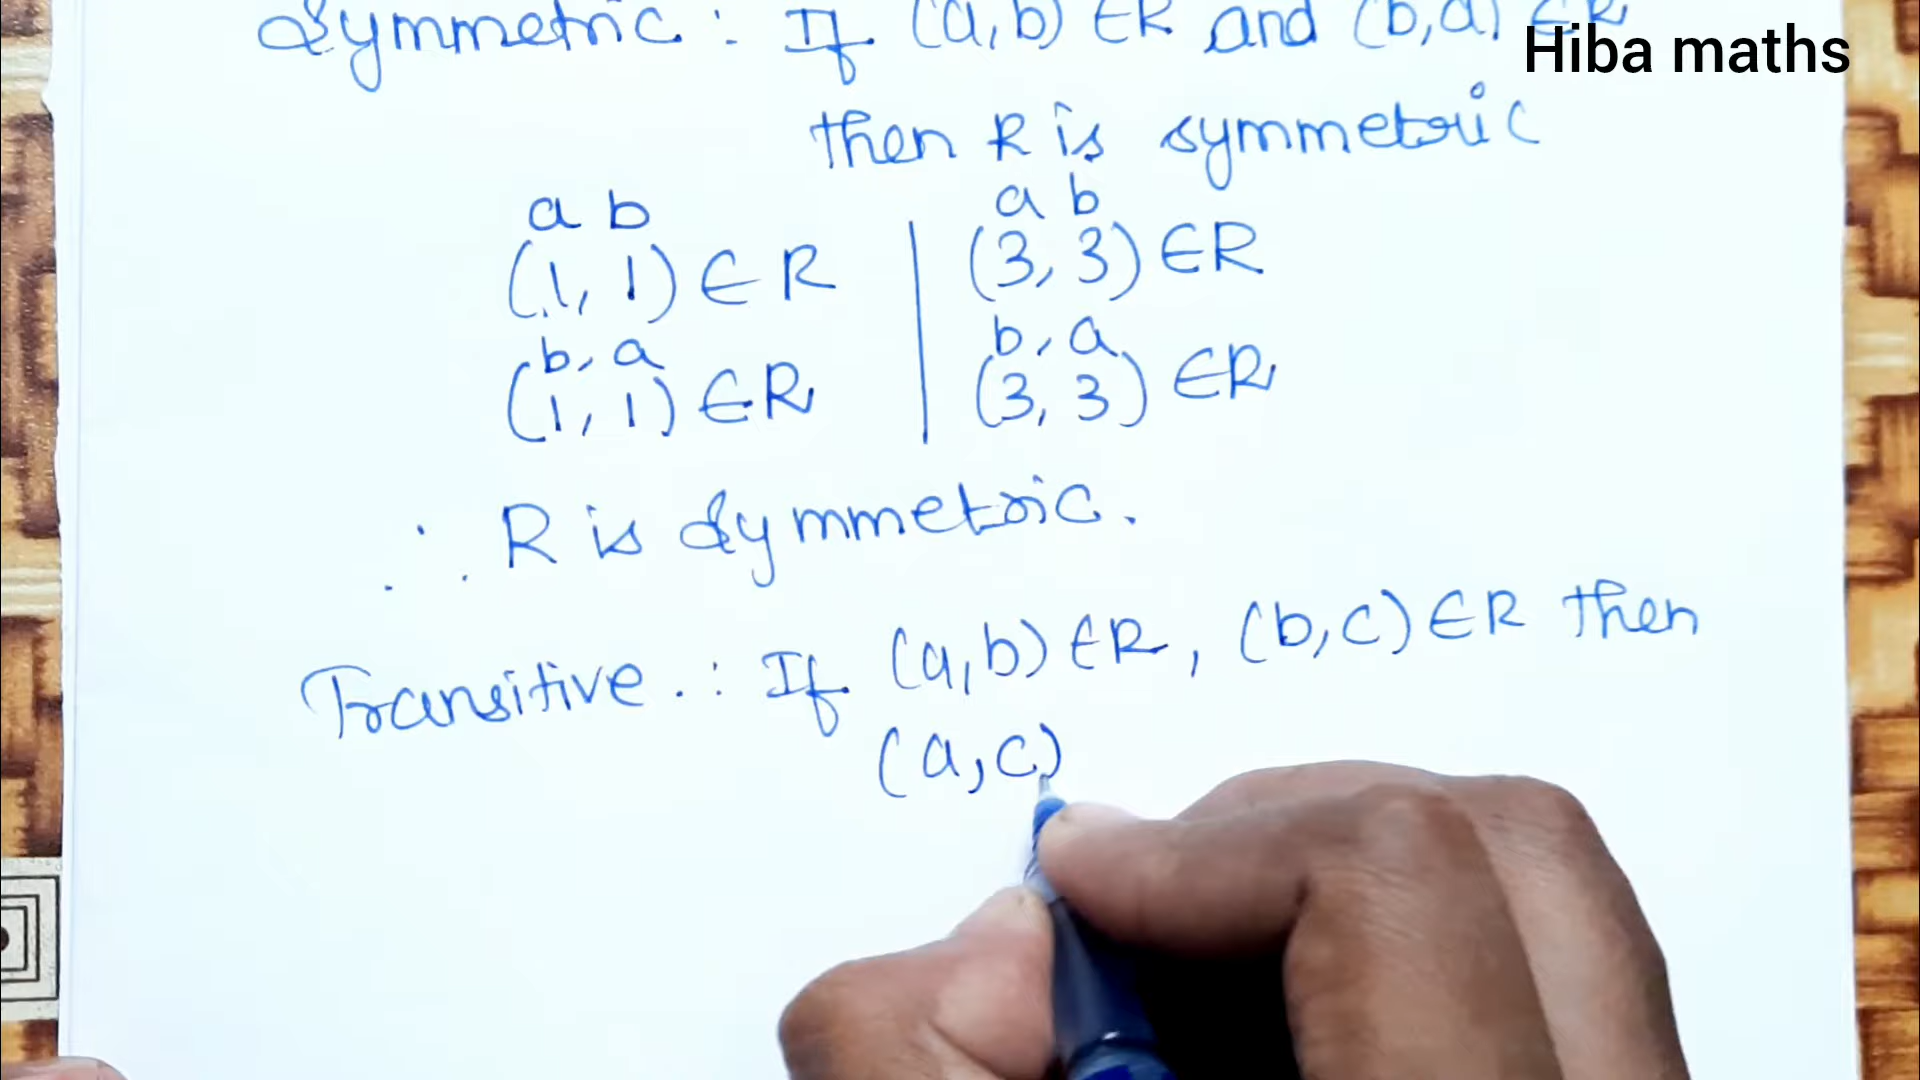 Symmetric : If (a,b) ∈R and (b,a) ∈R
Hiba maths
then R is symmetric
a b
(1, 1) ∈ R
b, a
(1, 1) ∈R
a b
(3, 3) ∈R
b, a
(3, 3) ∈R
∴ R is symmetric.
Transitive : If (a,b) ∈R, (b,c) ∈R then
(a,c)